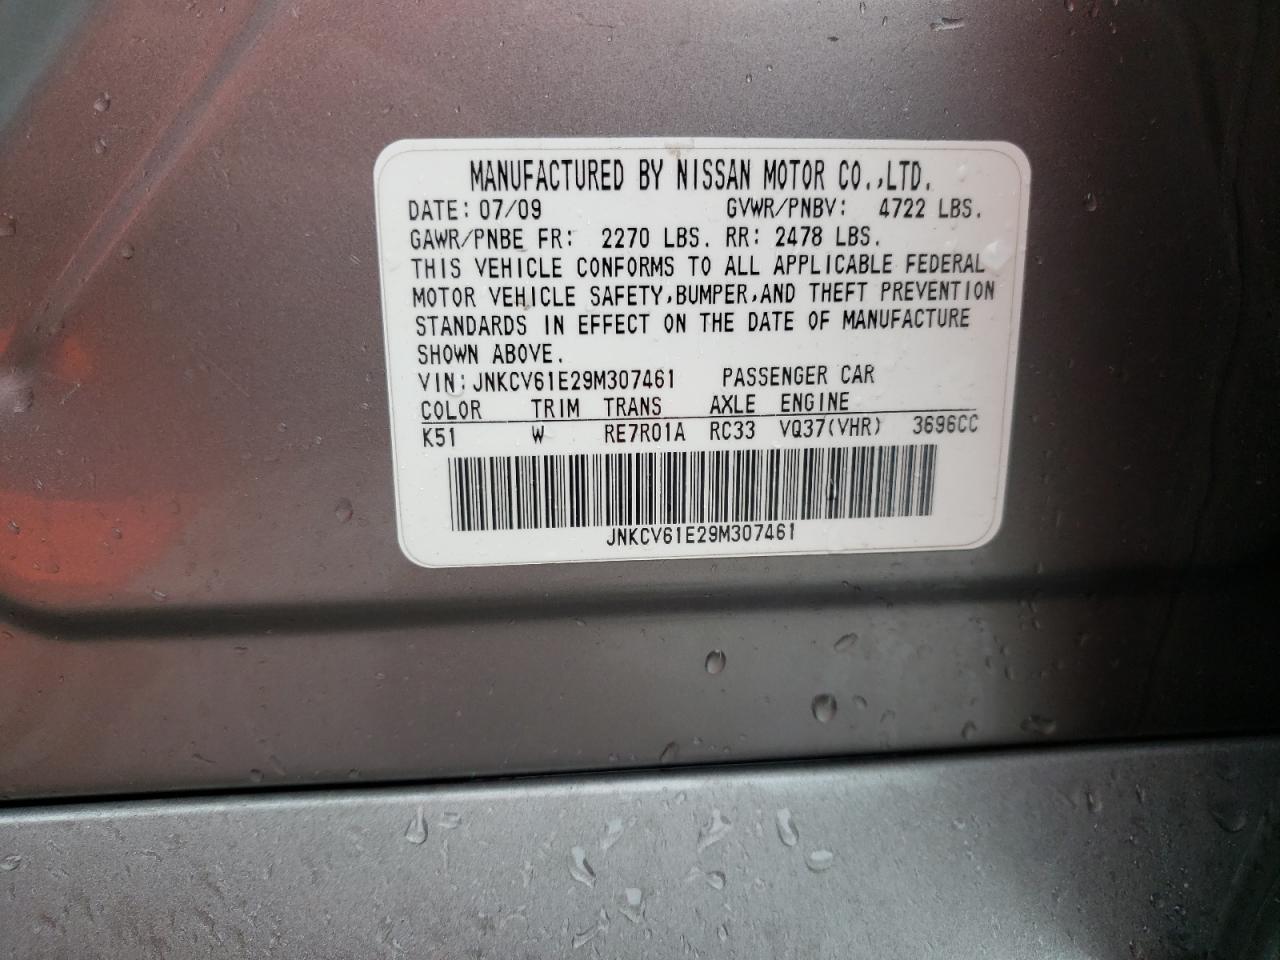 MANUFACTURED BY NISSAN MOTOR CO.,LTD.
DATE: 07/09 GVWR/PNBV: 4722 LBS.
GAWR/PNBE FR: 2270 LBS. RR: 2478 LBS.
THIS VEHICLE CONFORMS TO ALL APPLICABLE FEDERAL
MOTOR VEHICLE SAFETY,BUMPER,AND THEFT PREVENTION
STANDARDS IN EFFECT ON THE DATE OF MANUFACTURE
SHOWN ABOVE.
VIN: JNKCV61E29M307461 PASSENGER CAR
COLOR TRIM TRANS AXLE ENGINE
K51 W RE7R01A RC33 VQ37(VHR) 3696CC
JNKCV61E29M307461